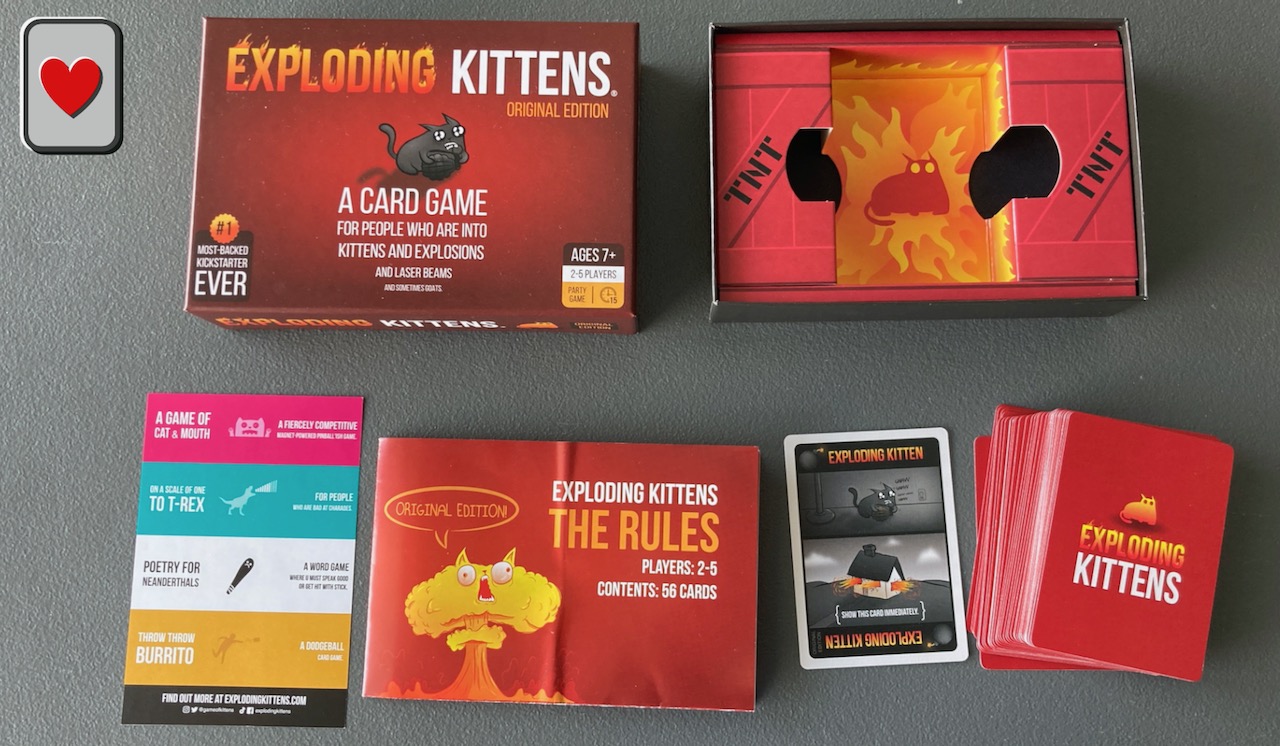 EXPLODING KITTENS®
ORIGINAL EDITION
A CARD GAME
FOR PEOPLE WHO ARE INTO
KITTENS AND EXPLOSIONS
AND LASER BEAMS
AND SOMETIMES GOATS.
#1
MOST-BACKED
KICKSTARTER
EVER
AGES 7+
2-5 PLAYERS
PARTY
GAME
15
EXPLODING KITTENS.
ORIGINAL
EDITION
TNT
TNT
A GAME OF
CAT & MOUTH
A FIERCELY COMPETITIVE
MAGNET-POWERED PINBALL'ISH GAME.
ON A SCALE OF ONE
TO T-REX
FOR PEOPLE
WHO ARE BAD AT CHARADES.
POETRY FOR
NEANDERTHALS
A WORD GAME
WHERE U MUST SPEAK GOOD
OR GET HIT WITH STICK.
THROW THROW
BURRITO
A DODGEBALL
CARD GAME.
FIND OUT MORE AT EXPLODINGKITTENS.COM
@gameofkittens explodingkittens
ORIGINAL EDITION!
EXPLODING KITTENS
THE RULES
PLAYERS: 2-5
CONTENTS: 56 CARDS
EXPLODING KITTEN
SHOW THIS CARD IMMEDIATELY.
EXPLODING KITTEN
EXPLODING
KITTENS